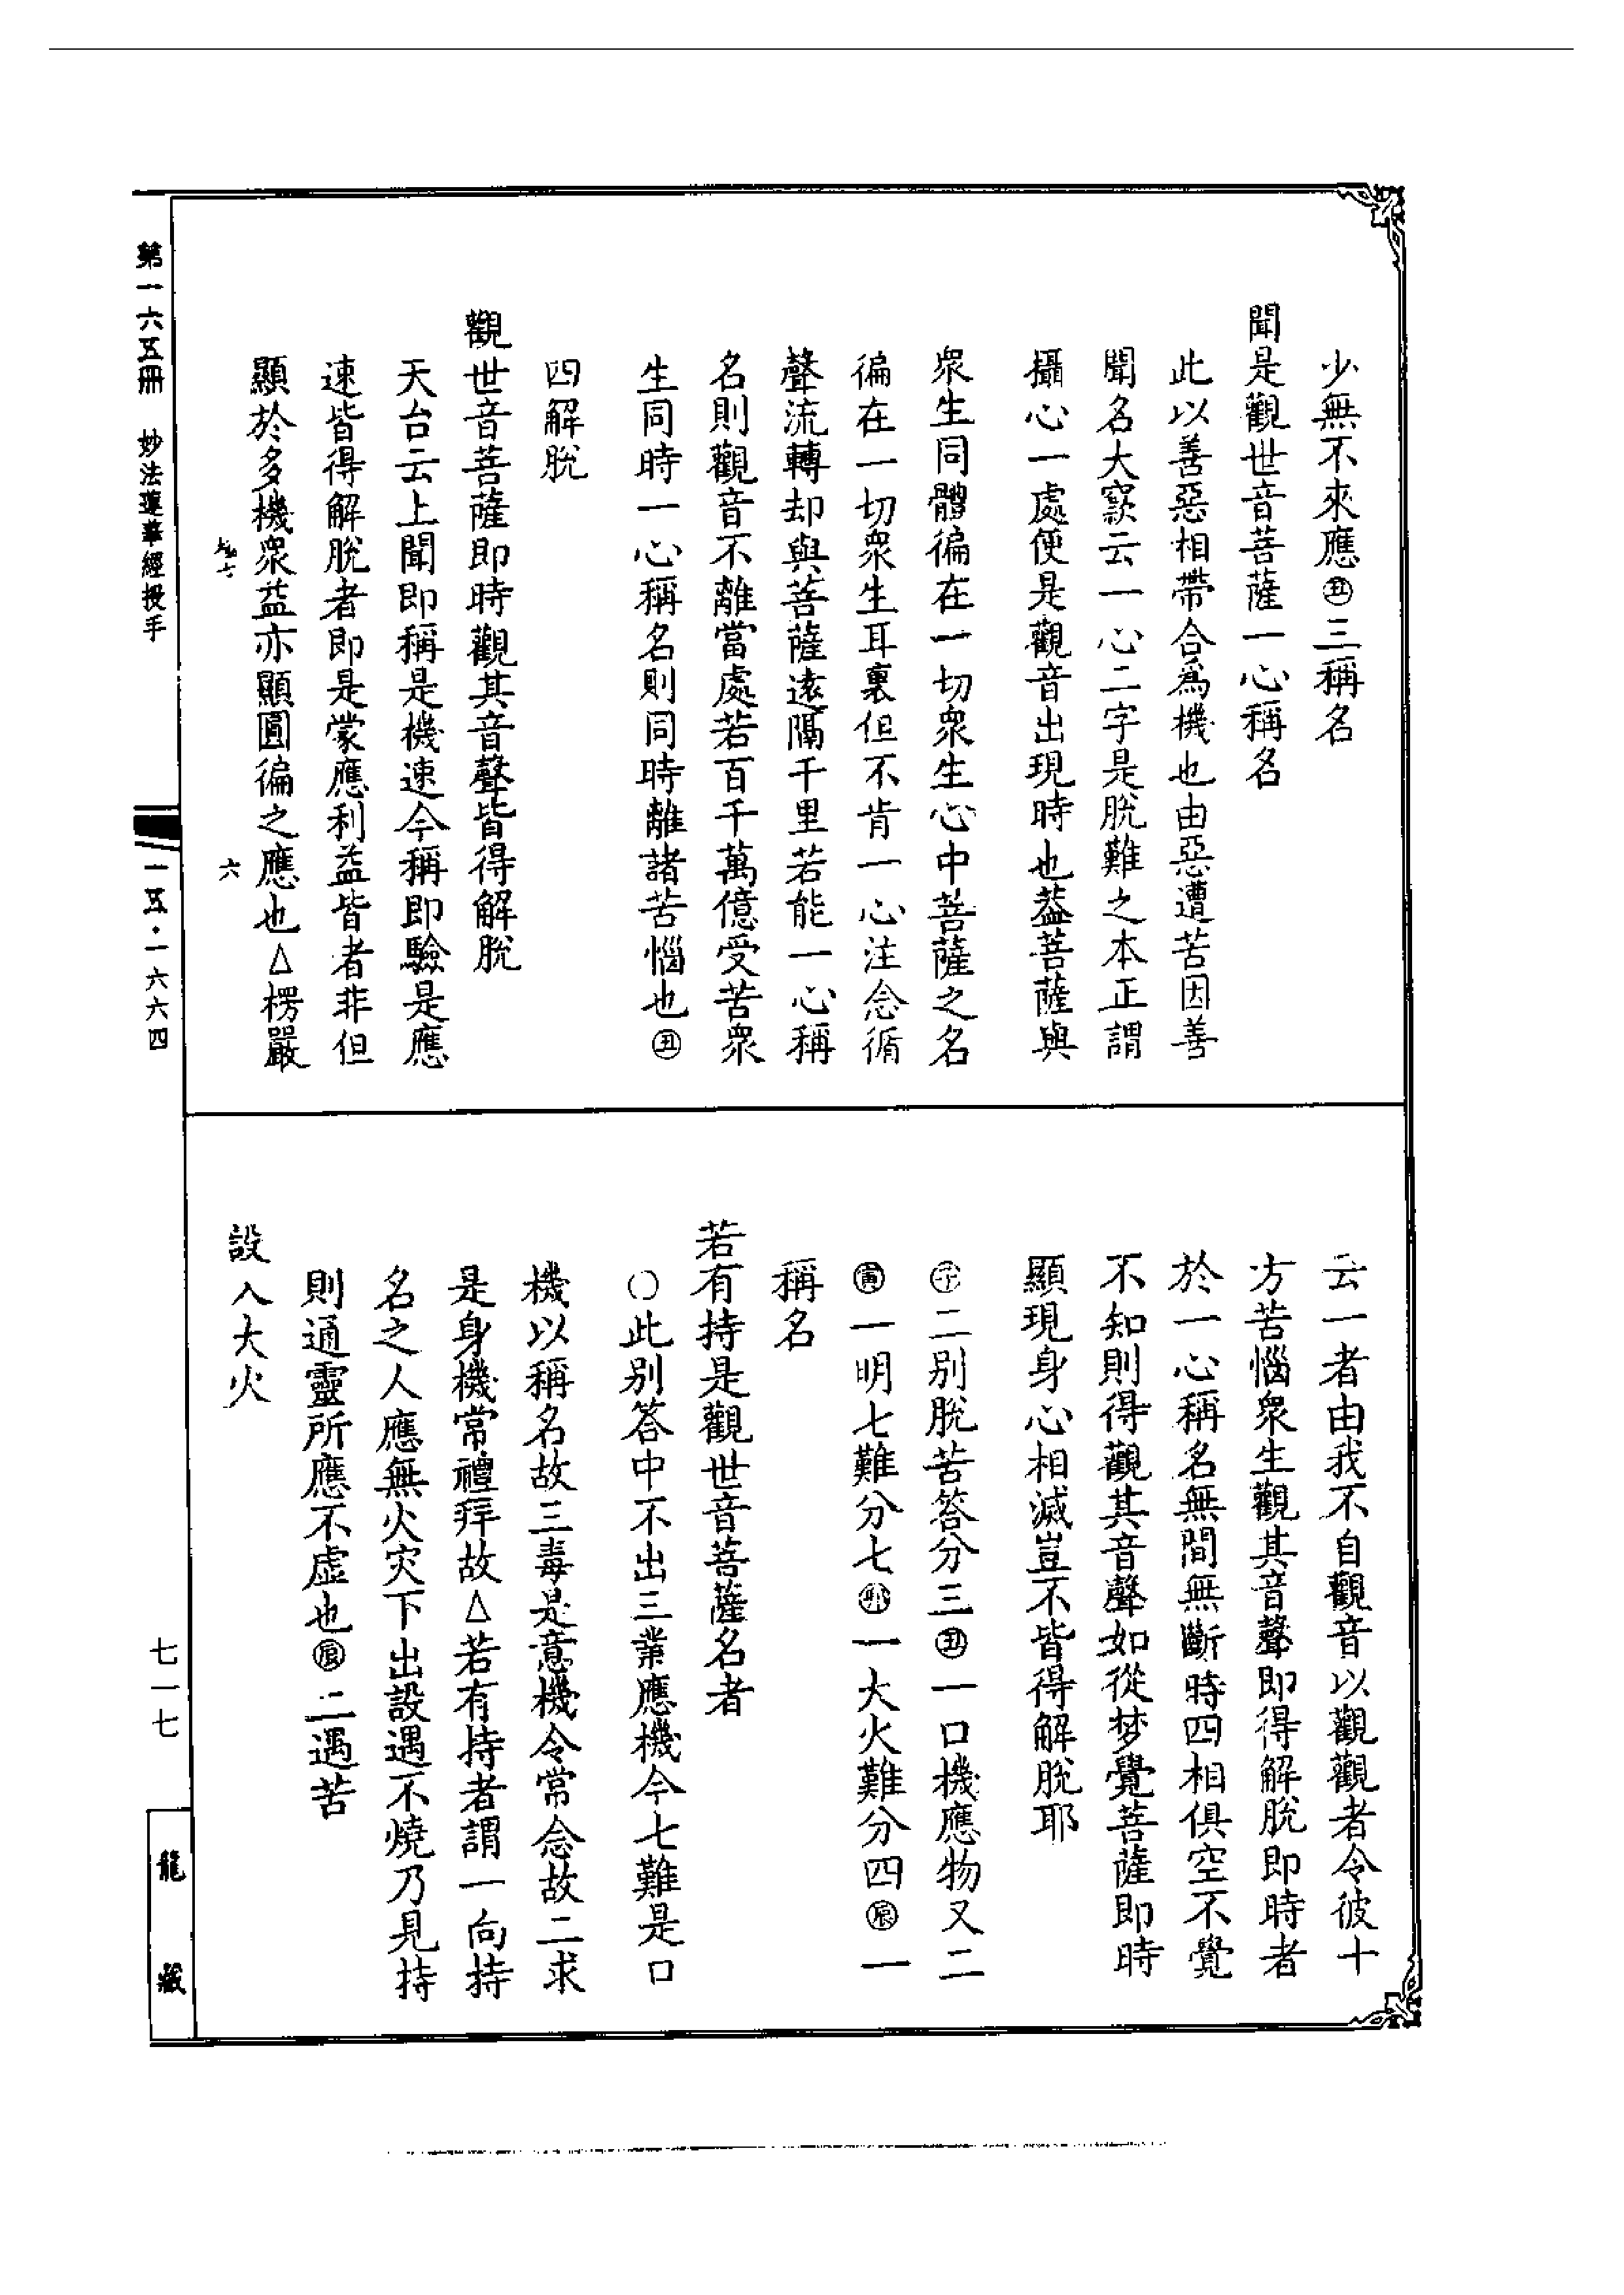 少無不來應㊄三稱名
聞是觀世音菩薩一心稱名
此以善惡相帶合爲機也由惡遭苦因善
聞名大窾云一心二字是脫難之本正謂
攝心一處便是觀音出現時也葢菩薩與
衆生同體徧在一切衆生心中菩薩之名
徧在一切衆生耳裏但不肯一心注念循
聲流轉却與菩薩遠隔千里若能一心稱
名則觀音不離當處若百千萬億受苦衆
生同時一心稱名則同時離諸苦惱也丑
四解脫
觀世音菩薩即時觀其音聲皆得解脫
天台云上聞即稱是機速今稱即驗是應
速皆得解脫者即是蒙應利益皆者非但
顯於多機衆益亦顯圓徧之應也△楞嚴
六
云一者由我不自觀音以觀觀者令彼十
方苦惱衆生觀其音聲即得解脫即時者
於一心稱名無間無斷時四相俱空不覺
不知則得觀其音聲如從梦覺菩薩即時
顯現身心相滅豈不皆得解脫耶
子二別脫苦答分三丑一口機應物又二
寅一明七難分七卯一大火難分四辰一
稱名
若有持是觀世音菩薩名者
○此別答中不出三業應機今七難是口
機以稱名故三毒是意機令常念故二求
是身機常禮拜故△若有持者謂一向持
名之人應無火灾下出設遇不燒乃見持
則通靈所應不虛也辰二遇苦
設入大火
第一六五冊 妙法蓮華經授手
一五·一六六四
七一七
龍藏